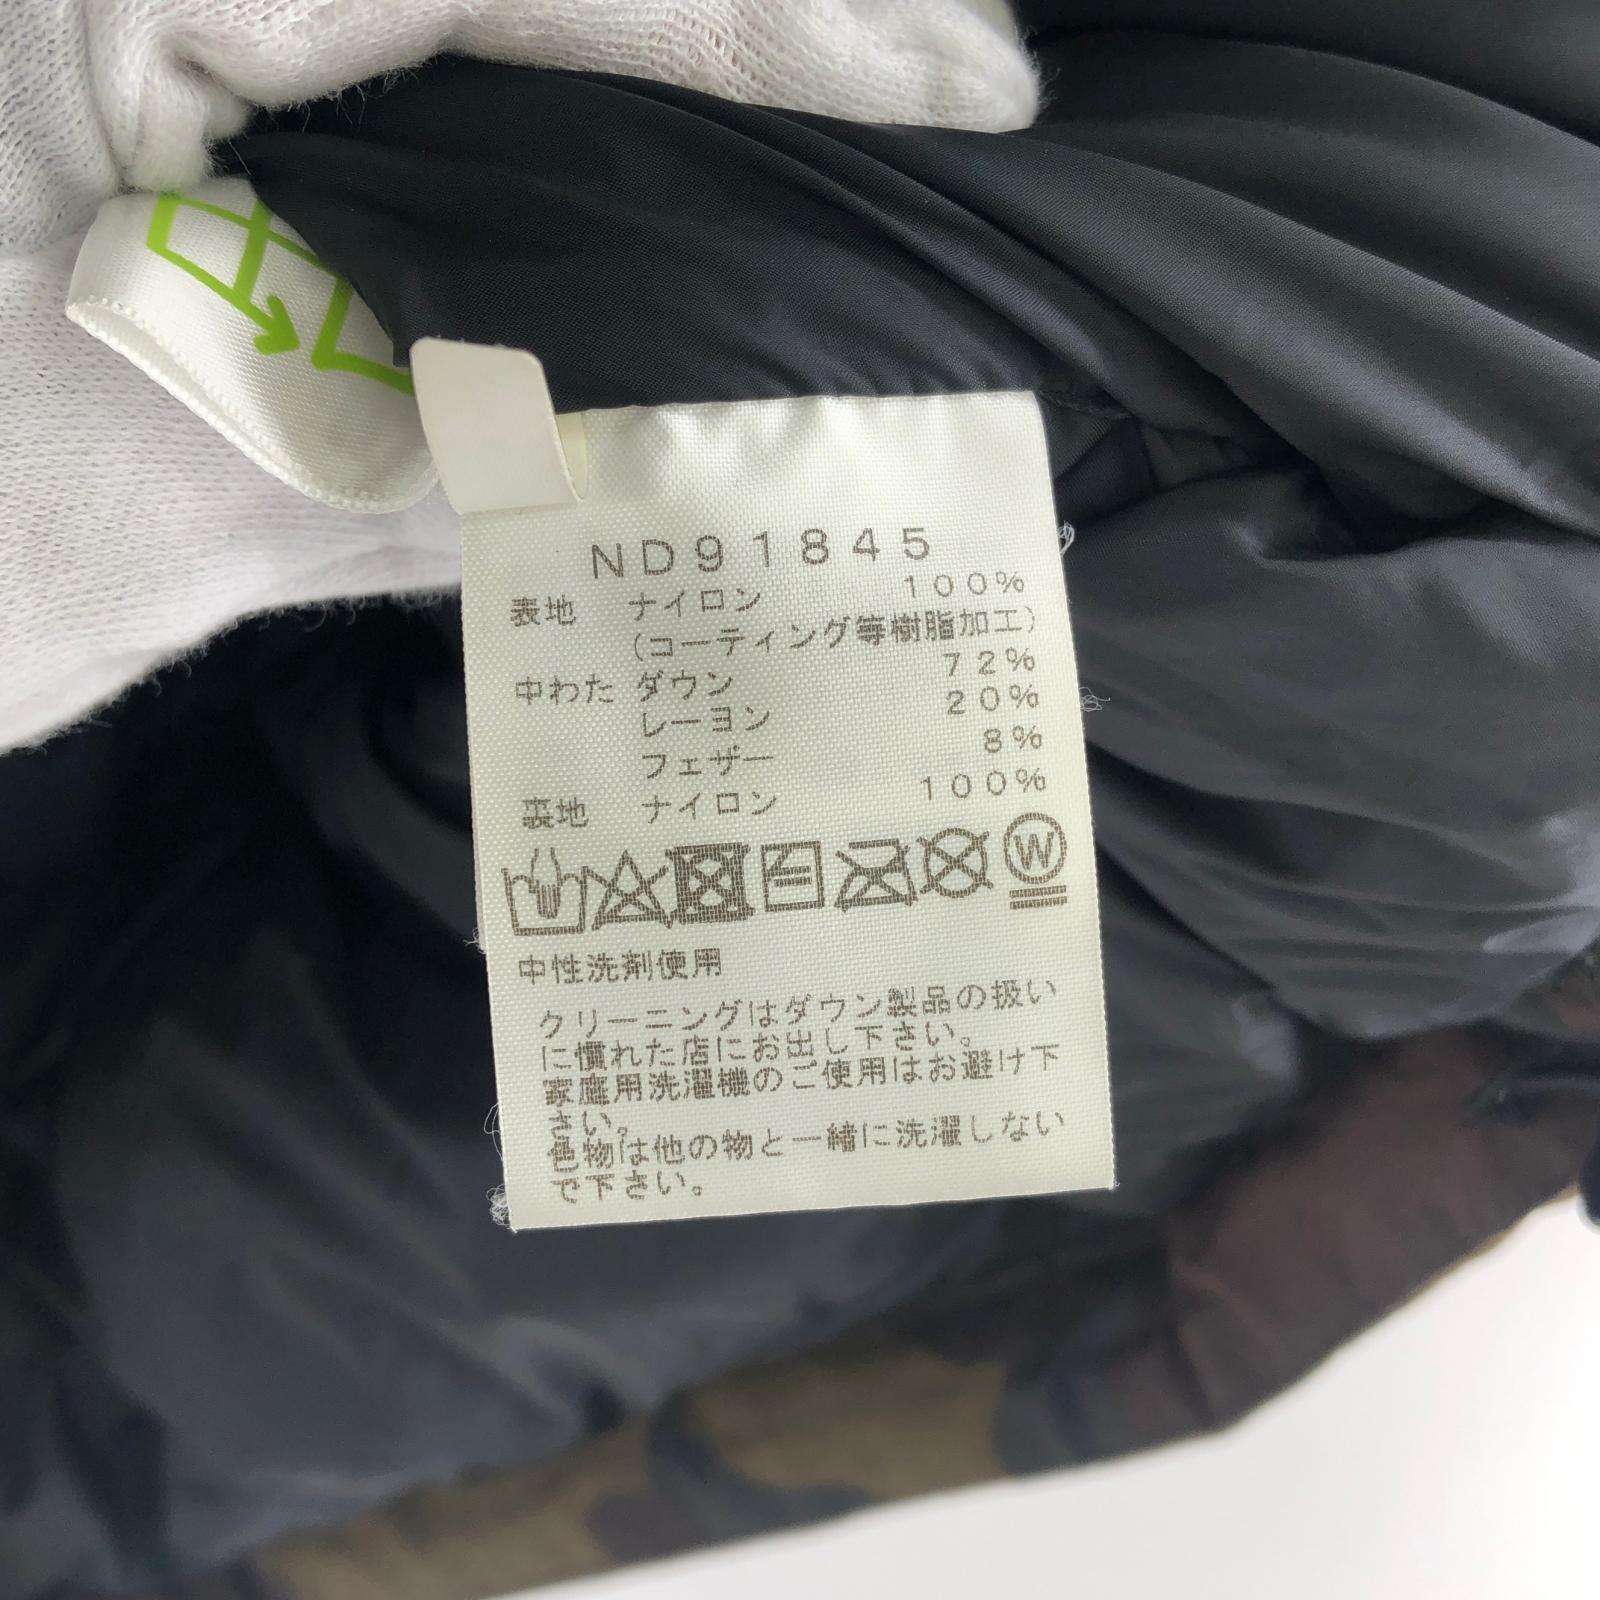 ND91845
表地 ナイロン 100%
(コーティング等樹脂加工)
中わた ダウン 72%
レーヨン 20%
フェザー 8%
裏地 ナイロン 100%
W
中性洗剤使用
クリーニングはダウン製品の扱い
に慣れた店にお出し下さい。
家庭用洗濯機のご使用はお避け下
さい。
色物は他の物と一緒に洗濯しない
で下さい。